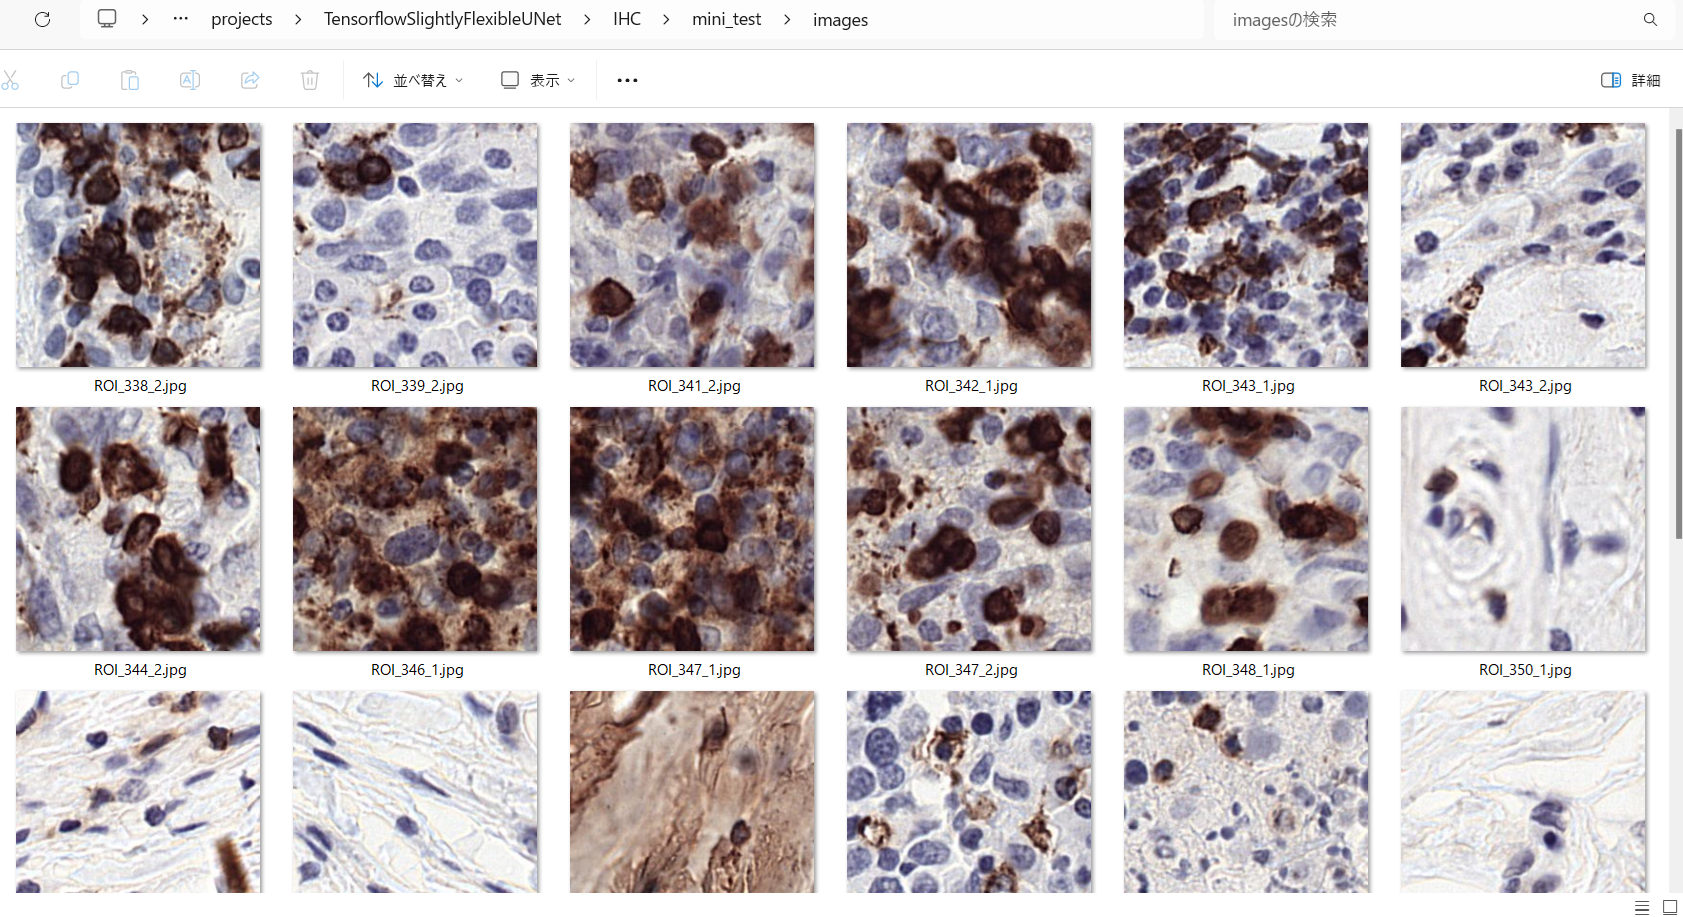 projects > TensorflowSlightlyFlexibleUNet > IHC > mini_test > images
imagesの検索
並べ替え
表示
詳細
ROI_338_2.jpg
ROI_339_2.jpg
ROI_341_2.jpg
ROI_342_1.jpg
ROI_343_1.jpg
ROI_343_2.jpg
ROI_344_2.jpg
ROI_346_1.jpg
ROI_347_1.jpg
ROI_347_2.jpg
ROI_348_1.jpg
ROI_350_1.jpg